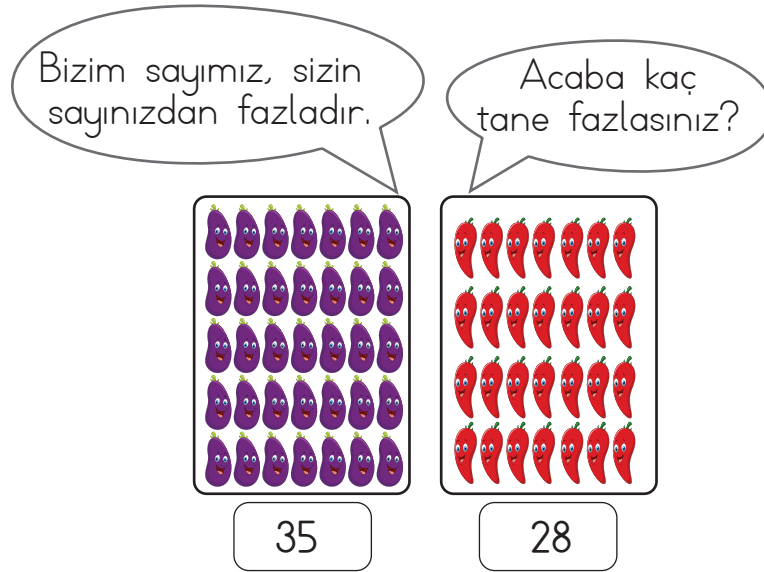 Bizim sayımız, sizin
sayınızdan fazladır.
Acaba kaç
tane fazlasınız?
35
28